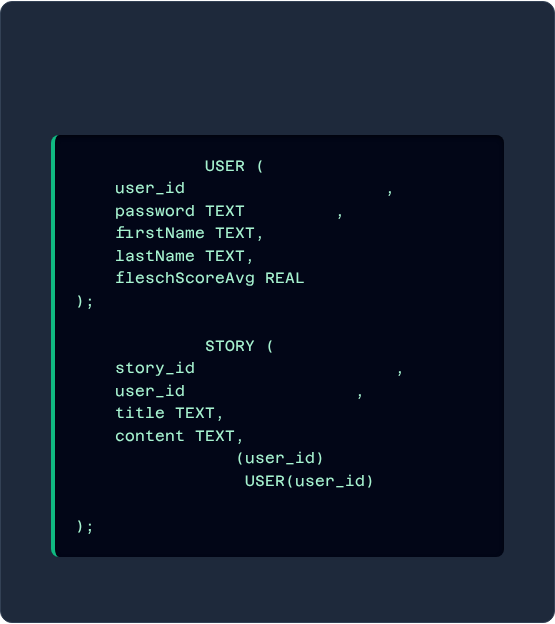 USER (
user_id ,
password TEXT ,
firstName TEXT,
lastName TEXT,
fleschScoreAvg REAL
);
STORY (
story_id ,
user_id ,
title TEXT,
content TEXT,
(user_id)
USER(user_id)
);